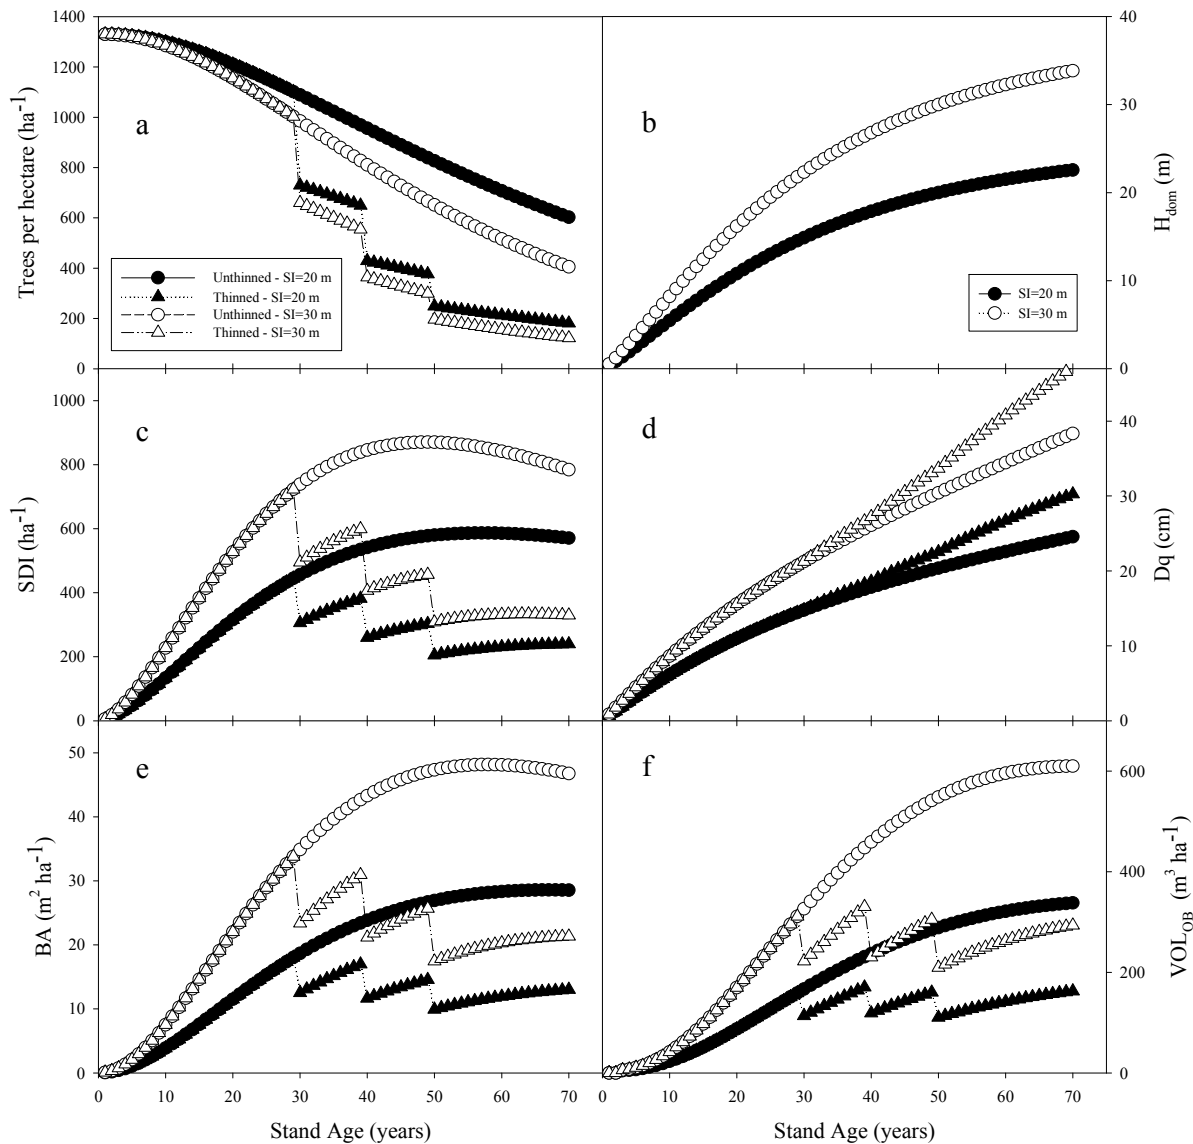 1400
1200
1000
800
600
400
200
0
Trees per hectare (ha⁻¹)
a
Unthinned - SI=20 m
Thinned - SI=20 m
Unthinned - SI=30 m
Thinned - SI=30 m
b
SI=20 m
SI=30 m
40
30
20
10
0
H_dom (m)
1000
800
600
400
200
0
SDI (ha⁻¹)
c
d
40
30
20
10
0
Dq (cm)
50
40
30
20
10
0
BA (m² ha⁻¹)
e
f
600
400
200
0
VOL_OB (m³ ha⁻¹)
0 10 20 30 40 50 60 70
Stand Age (years)
0 10 20 30 40 50 60 70
Stand Age (years)